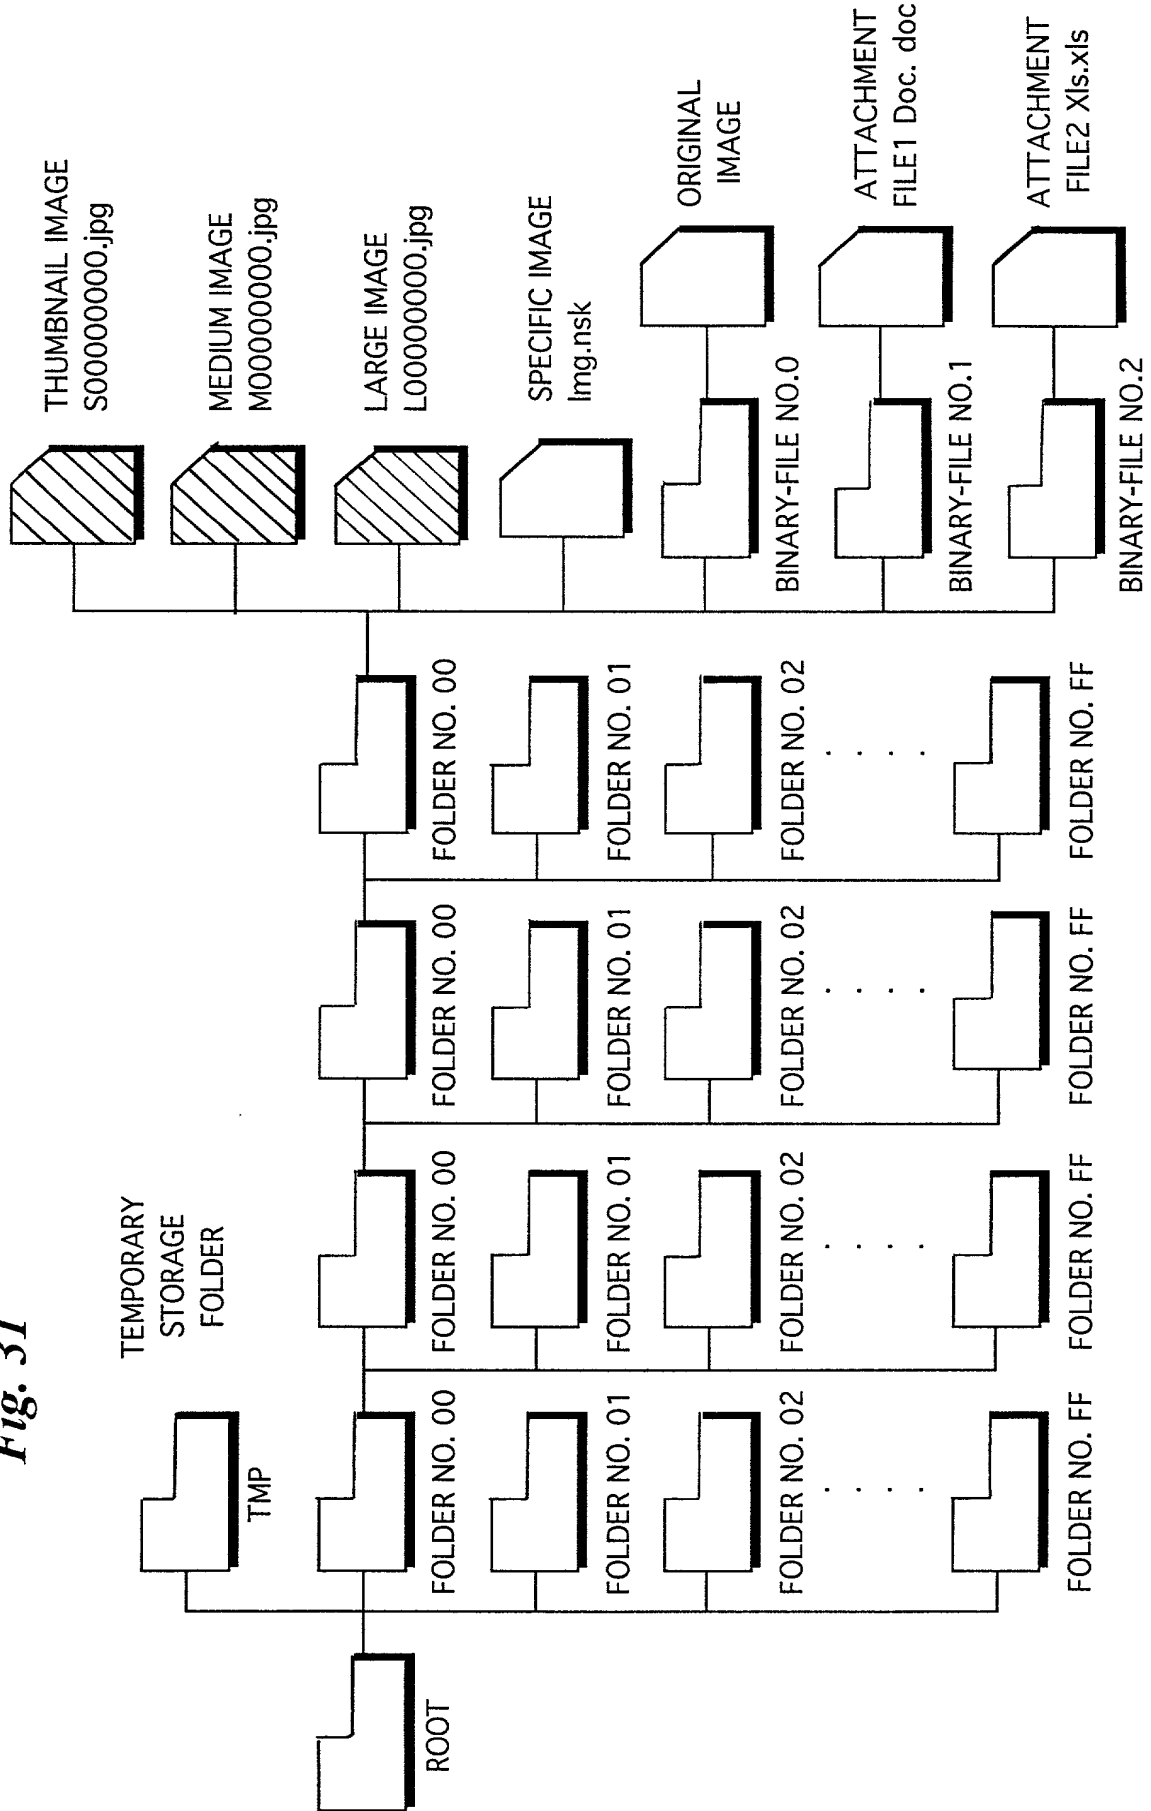 Fig. 31
TEMPORARY
STORAGE
FOLDER
TMP
ROOT
FOLDER NO. 00
FOLDER NO. 01
FOLDER NO. 02
. . . .
FOLDER NO. FF
FOLDER NO. 00
FOLDER NO. 01
FOLDER NO. 02
. . . .
FOLDER NO. FF
FOLDER NO. 00
FOLDER NO. 01
FOLDER NO. 02
. . . .
FOLDER NO. FF
FOLDER NO. 00
FOLDER NO. 01
FOLDER NO. 02
. . . .
FOLDER NO. FF
THUMBNAIL IMAGE
S00000000.jpg
MEDIUM IMAGE
M00000000.jpg
LARGE IMAGE
L00000000.jpg
SPECIFIC IMAGE
Img.nsk
BINARY-FILE NO.0
ORIGINAL
IMAGE
BINARY-FILE NO.1
ATTACHMENT
FILE1 Doc. doc
BINARY-FILE NO.2
ATTACHMENT
FILE2 Xls.xls